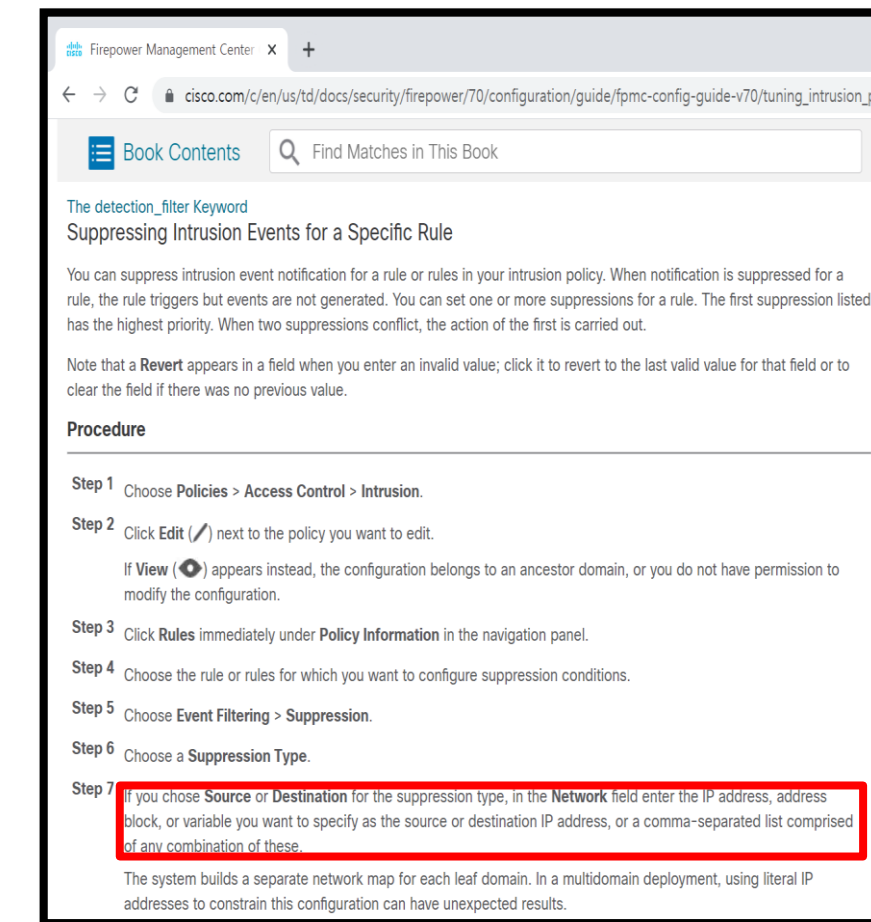 Firepower Management Center
cisco.com/c/en/us/td/docs/security/firepower/70/configuration/guide/fpmc-config-guide-v70/tuning_intrusion_p
Book Contents
Find Matches in This Book
The detection_filter Keyword
Suppressing Intrusion Events for a Specific Rule
You can suppress intrusion event notification for a rule or rules in your intrusion policy. When notification is suppressed for a
rule, the rule triggers but events are not generated. You can set one or more suppressions for a rule. The first suppression listed
has the highest priority. When two suppressions conflict, the action of the first is carried out.
Note that a Revert appears in a field when you enter an invalid value; click it to revert to the last valid value for that field or to
clear the field if there was no previous value.
Procedure
Step 1 Choose Policies > Access Control > Intrusion.
Step 2 Click Edit ( ) next to the policy you want to edit.
If View ( ) appears instead, the configuration belongs to an ancestor domain, or you do not have permission to
modify the configuration.
Step 3 Click Rules immediately under Policy Information in the navigation panel.
Step 4 Choose the rule or rules for which you want to configure suppression conditions.
Step 5 Choose Event Filtering > Suppression.
Step 6 Choose a Suppression Type.
Step 7 If you chose Source or Destination for the suppression type, in the Network field enter the IP address, address
block, or variable you want to specify as the source or destination IP address, or a comma-separated list comprised
of any combination of these.
The system builds a separate network map for each leaf domain. In a multidomain deployment, using literal IP
addresses to constrain this configuration can have unexpected results.